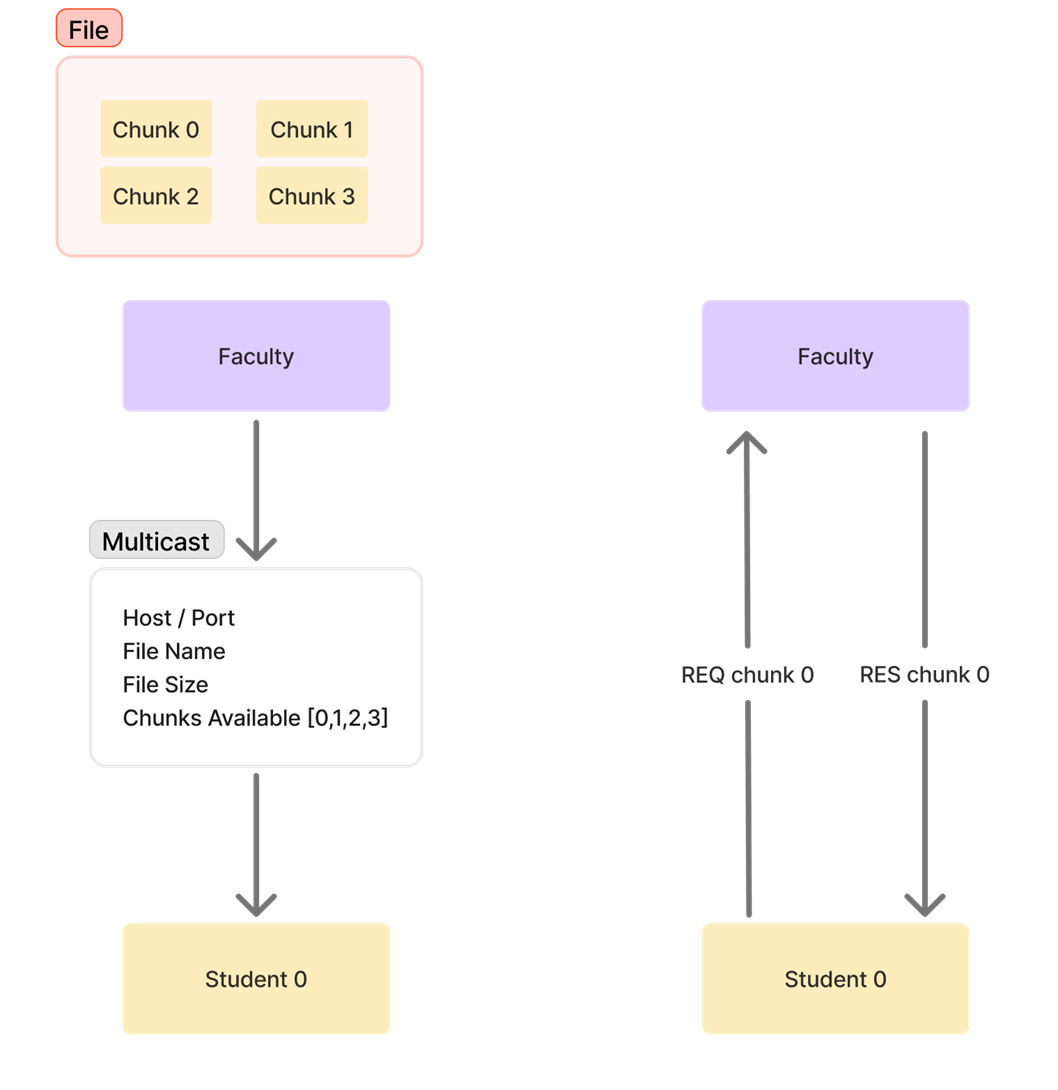 File
Chunk 0
Chunk 1
Chunk 2
Chunk 3
Faculty
Faculty
Multicast
Host / Port
File Name
File Size
Chunks Available [0,1,2,3]
REQ chunk 0
RES chunk 0
Student 0
Student 0